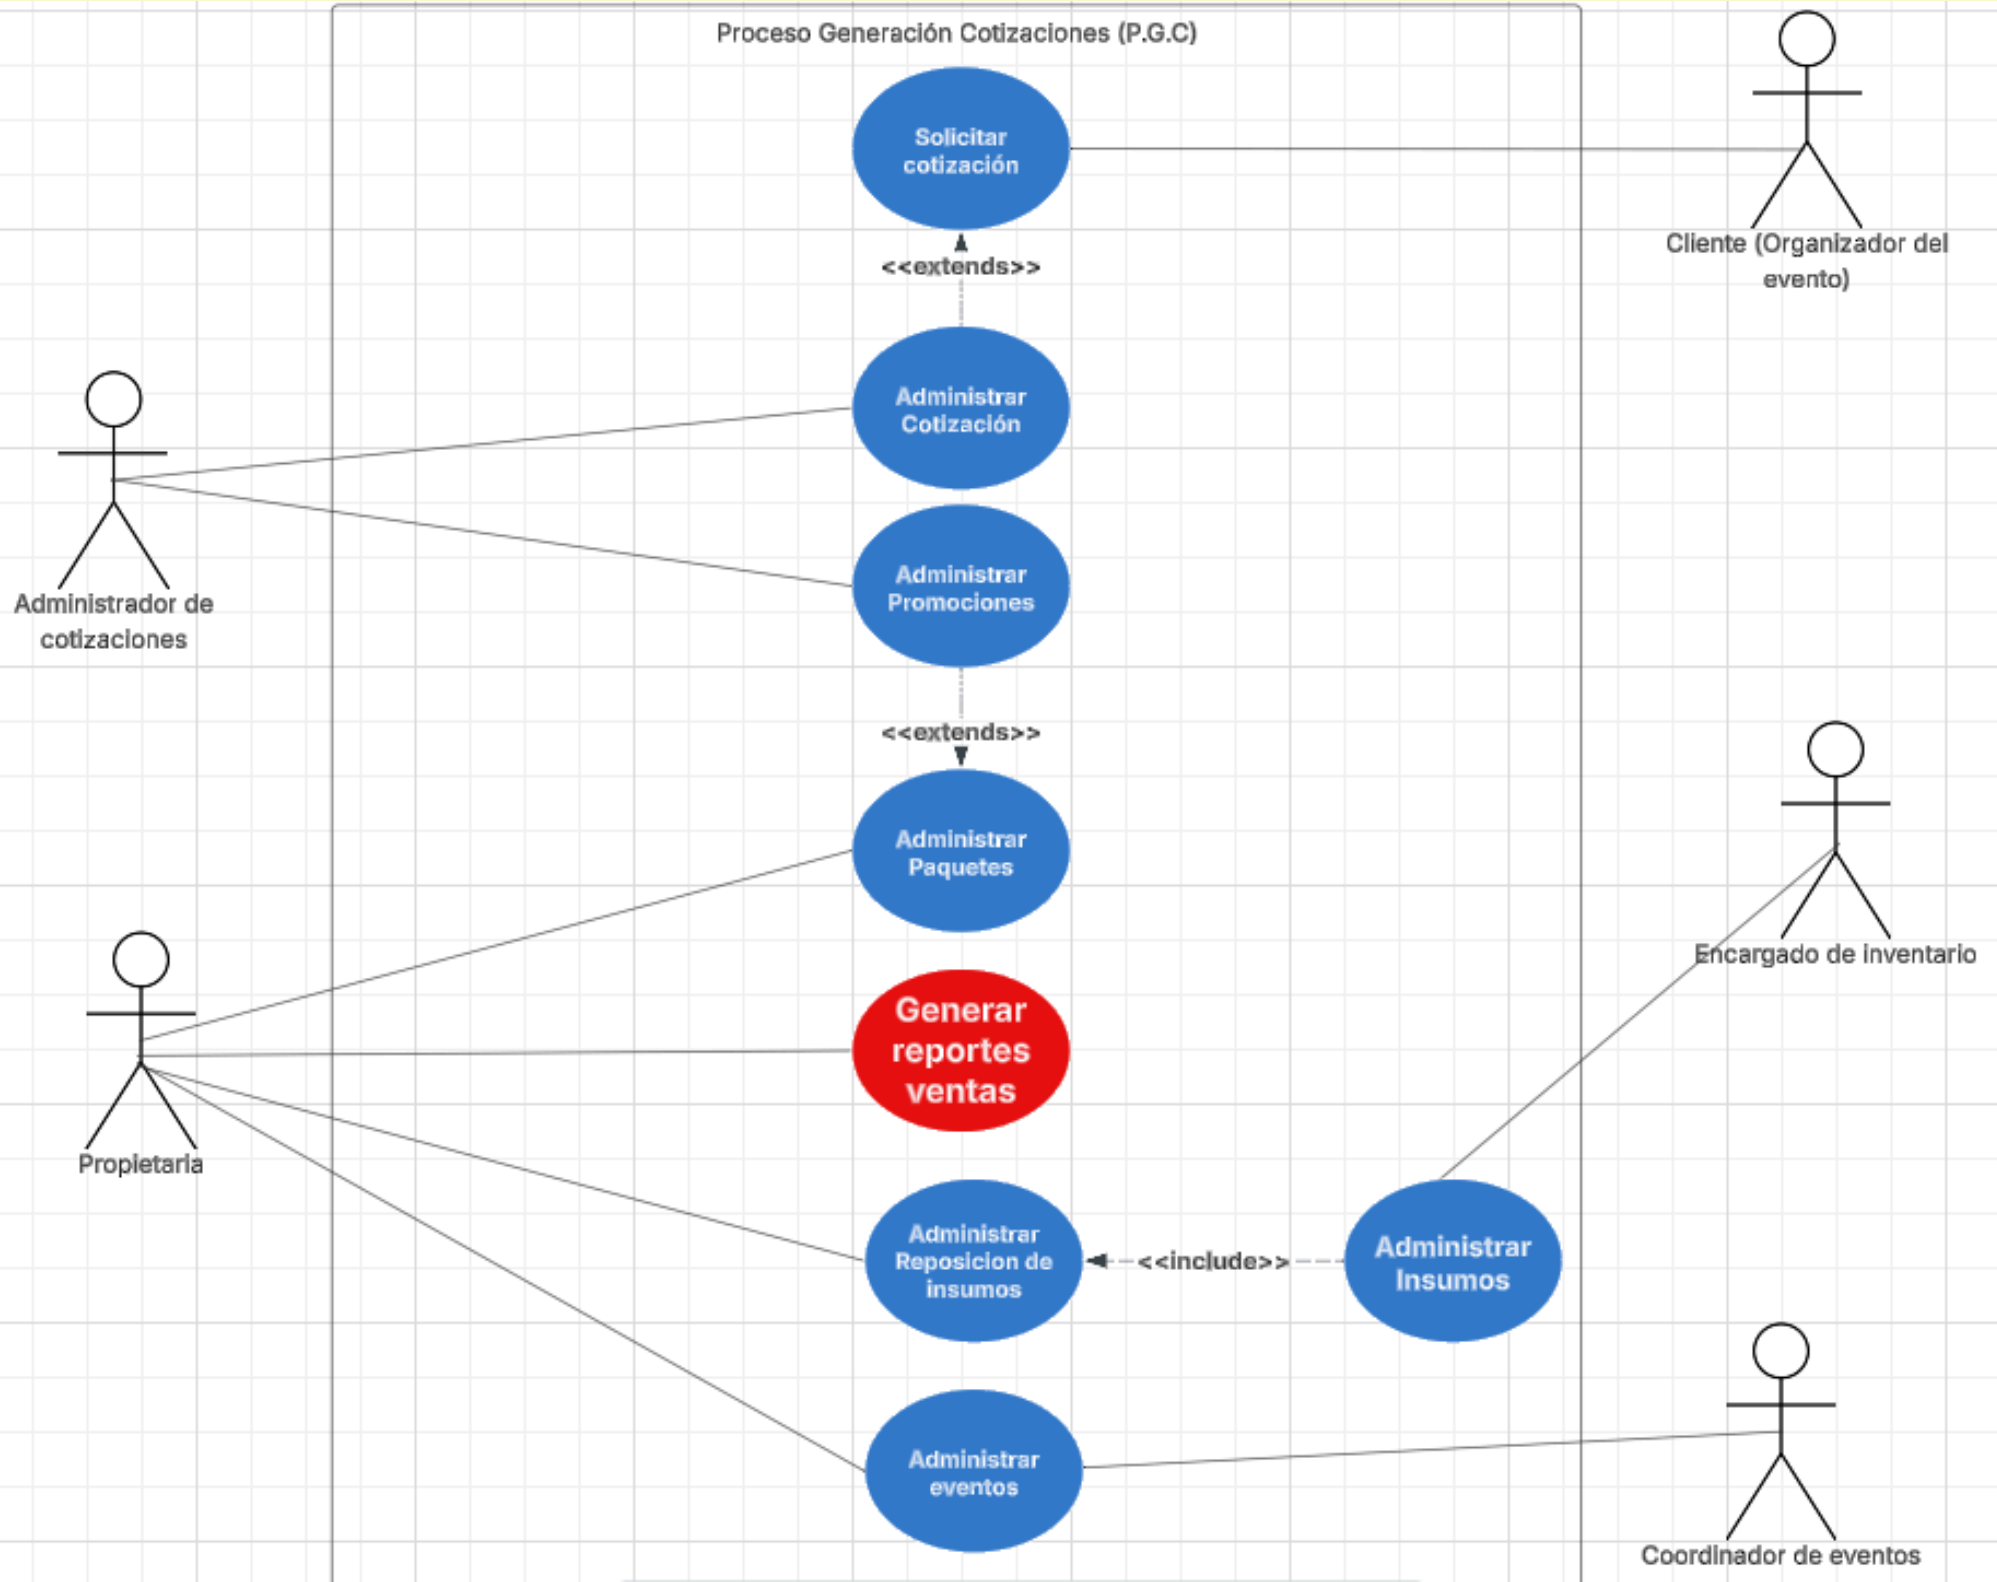 Proceso Generación Cotizaciones (P.G.C)
Solicitar
cotización
Cliente (Organizador del
evento)
<<extends>>
Administrar
Cotización
Administrador de
cotizaciones
Administrar
Promociones
<<extends>>
Administrar
Paquetes
Encargado de inventario
Generar
reportes
ventas
Propietaria
Administrar
Reposicion de
insumos
<<include>>
Administrar
Insumos
Administrar
eventos
Coordinador de eventos